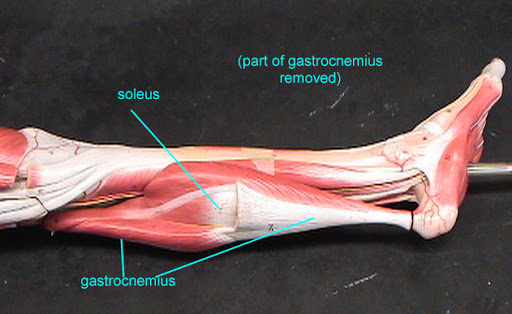 (part of gastrocnemius
removed)
soleus
gastrocnemius